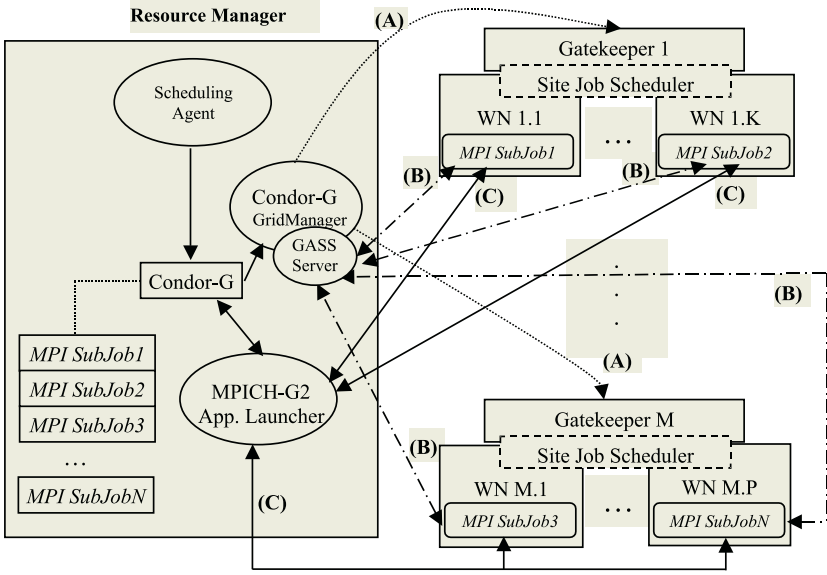 Resource Manager
(A)
Gatekeeper 1
Site Job Scheduler
WN 1.1
...
WN 1.K
MPI SubJob1
MPI SubJob2
(B)
(B)
(C)
(C)
Scheduling
Agent
Condor-G
GridManager
GASS
Server
Condor-G
(B)
.
.
.
(A)
MPI SubJob1
MPI SubJob2
MPI SubJob3
...
MPI SubJobN
MPICH-G2
App. Launcher
(C)
(B)
Gatekeeper M
Site Job Scheduler
WN M.1
...
WN M.P
MPI SubJob3
MPI SubJobN